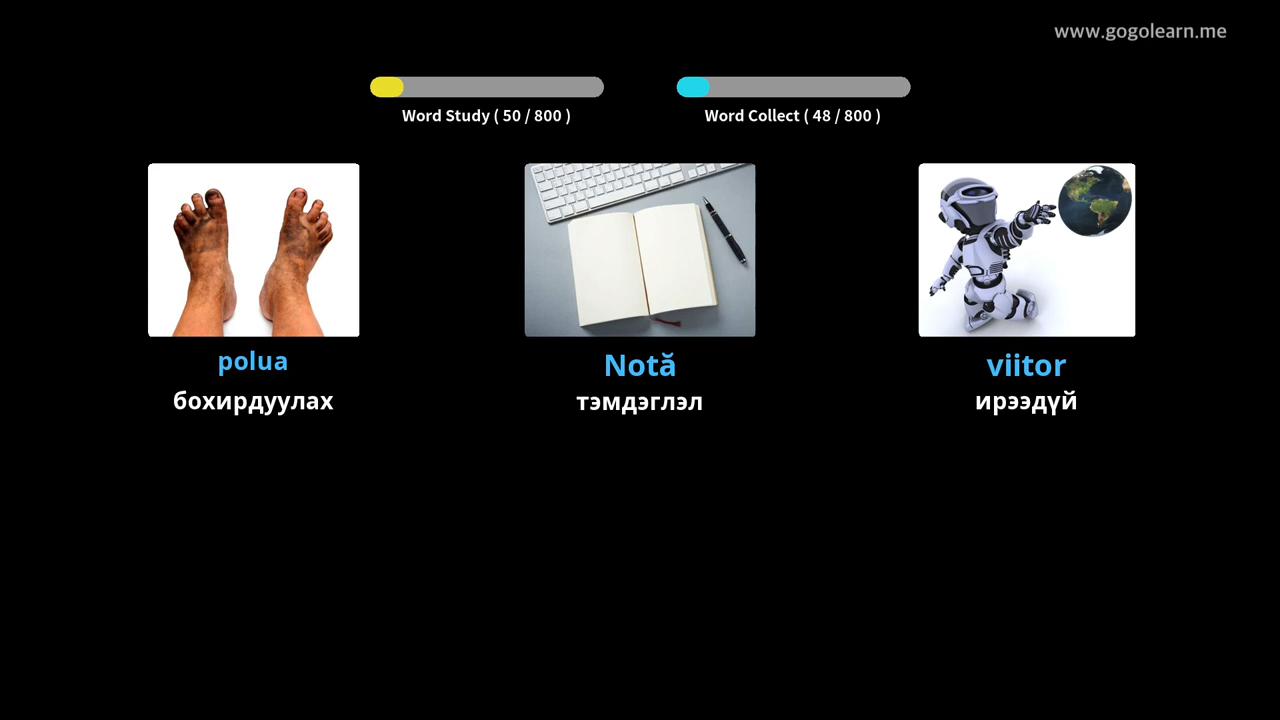 www.gogolearn.me
Word Study ( 50 / 800 )
Word Collect ( 48 / 800 )
polua
бохирдуулах
Notă
тэмдэглэл
viitor
ирээдүй